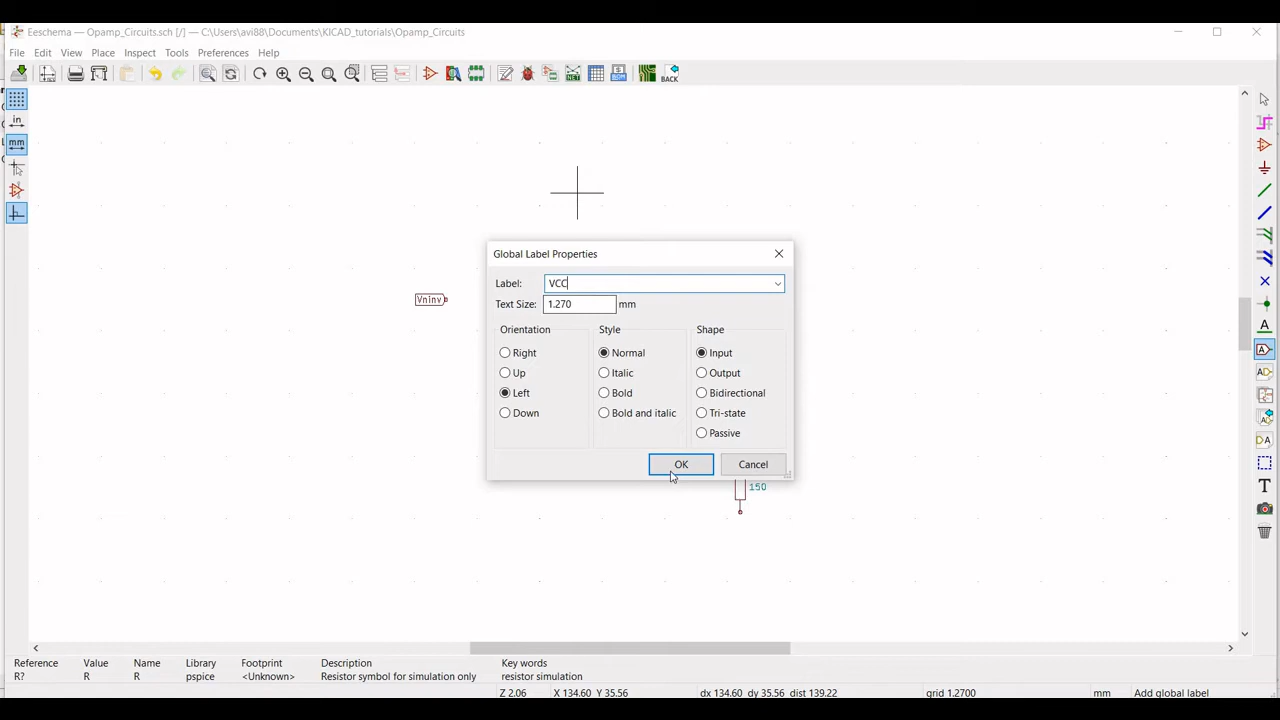 Eeschema — Opamp_Circuits.sch [/] — C:\Users\avi88\Documents\KICAD_tutorials\Opamp_Circuits
File Edit View Place Inspect Tools Preferences Help
BACK
in
mm
Vninv
Global Label Properties
Label: VCC
Text Size: 1.270 mm
Orientation Style Shape
Right Normal Input
Up Italic Output
Left Bold Bidirectional
Down Bold and italic Tri-state
Passive
OK Cancel
150
Reference Value Name Library Footprint Description Key words
R? R R pspice <Unknown> Resistor symbol for simulation only resistor simulation
Z 2.06 X 134.60 Y 35.56 dx 134.60 dy 35.56 dist 139.22 grid 1.2700 mm Add global label